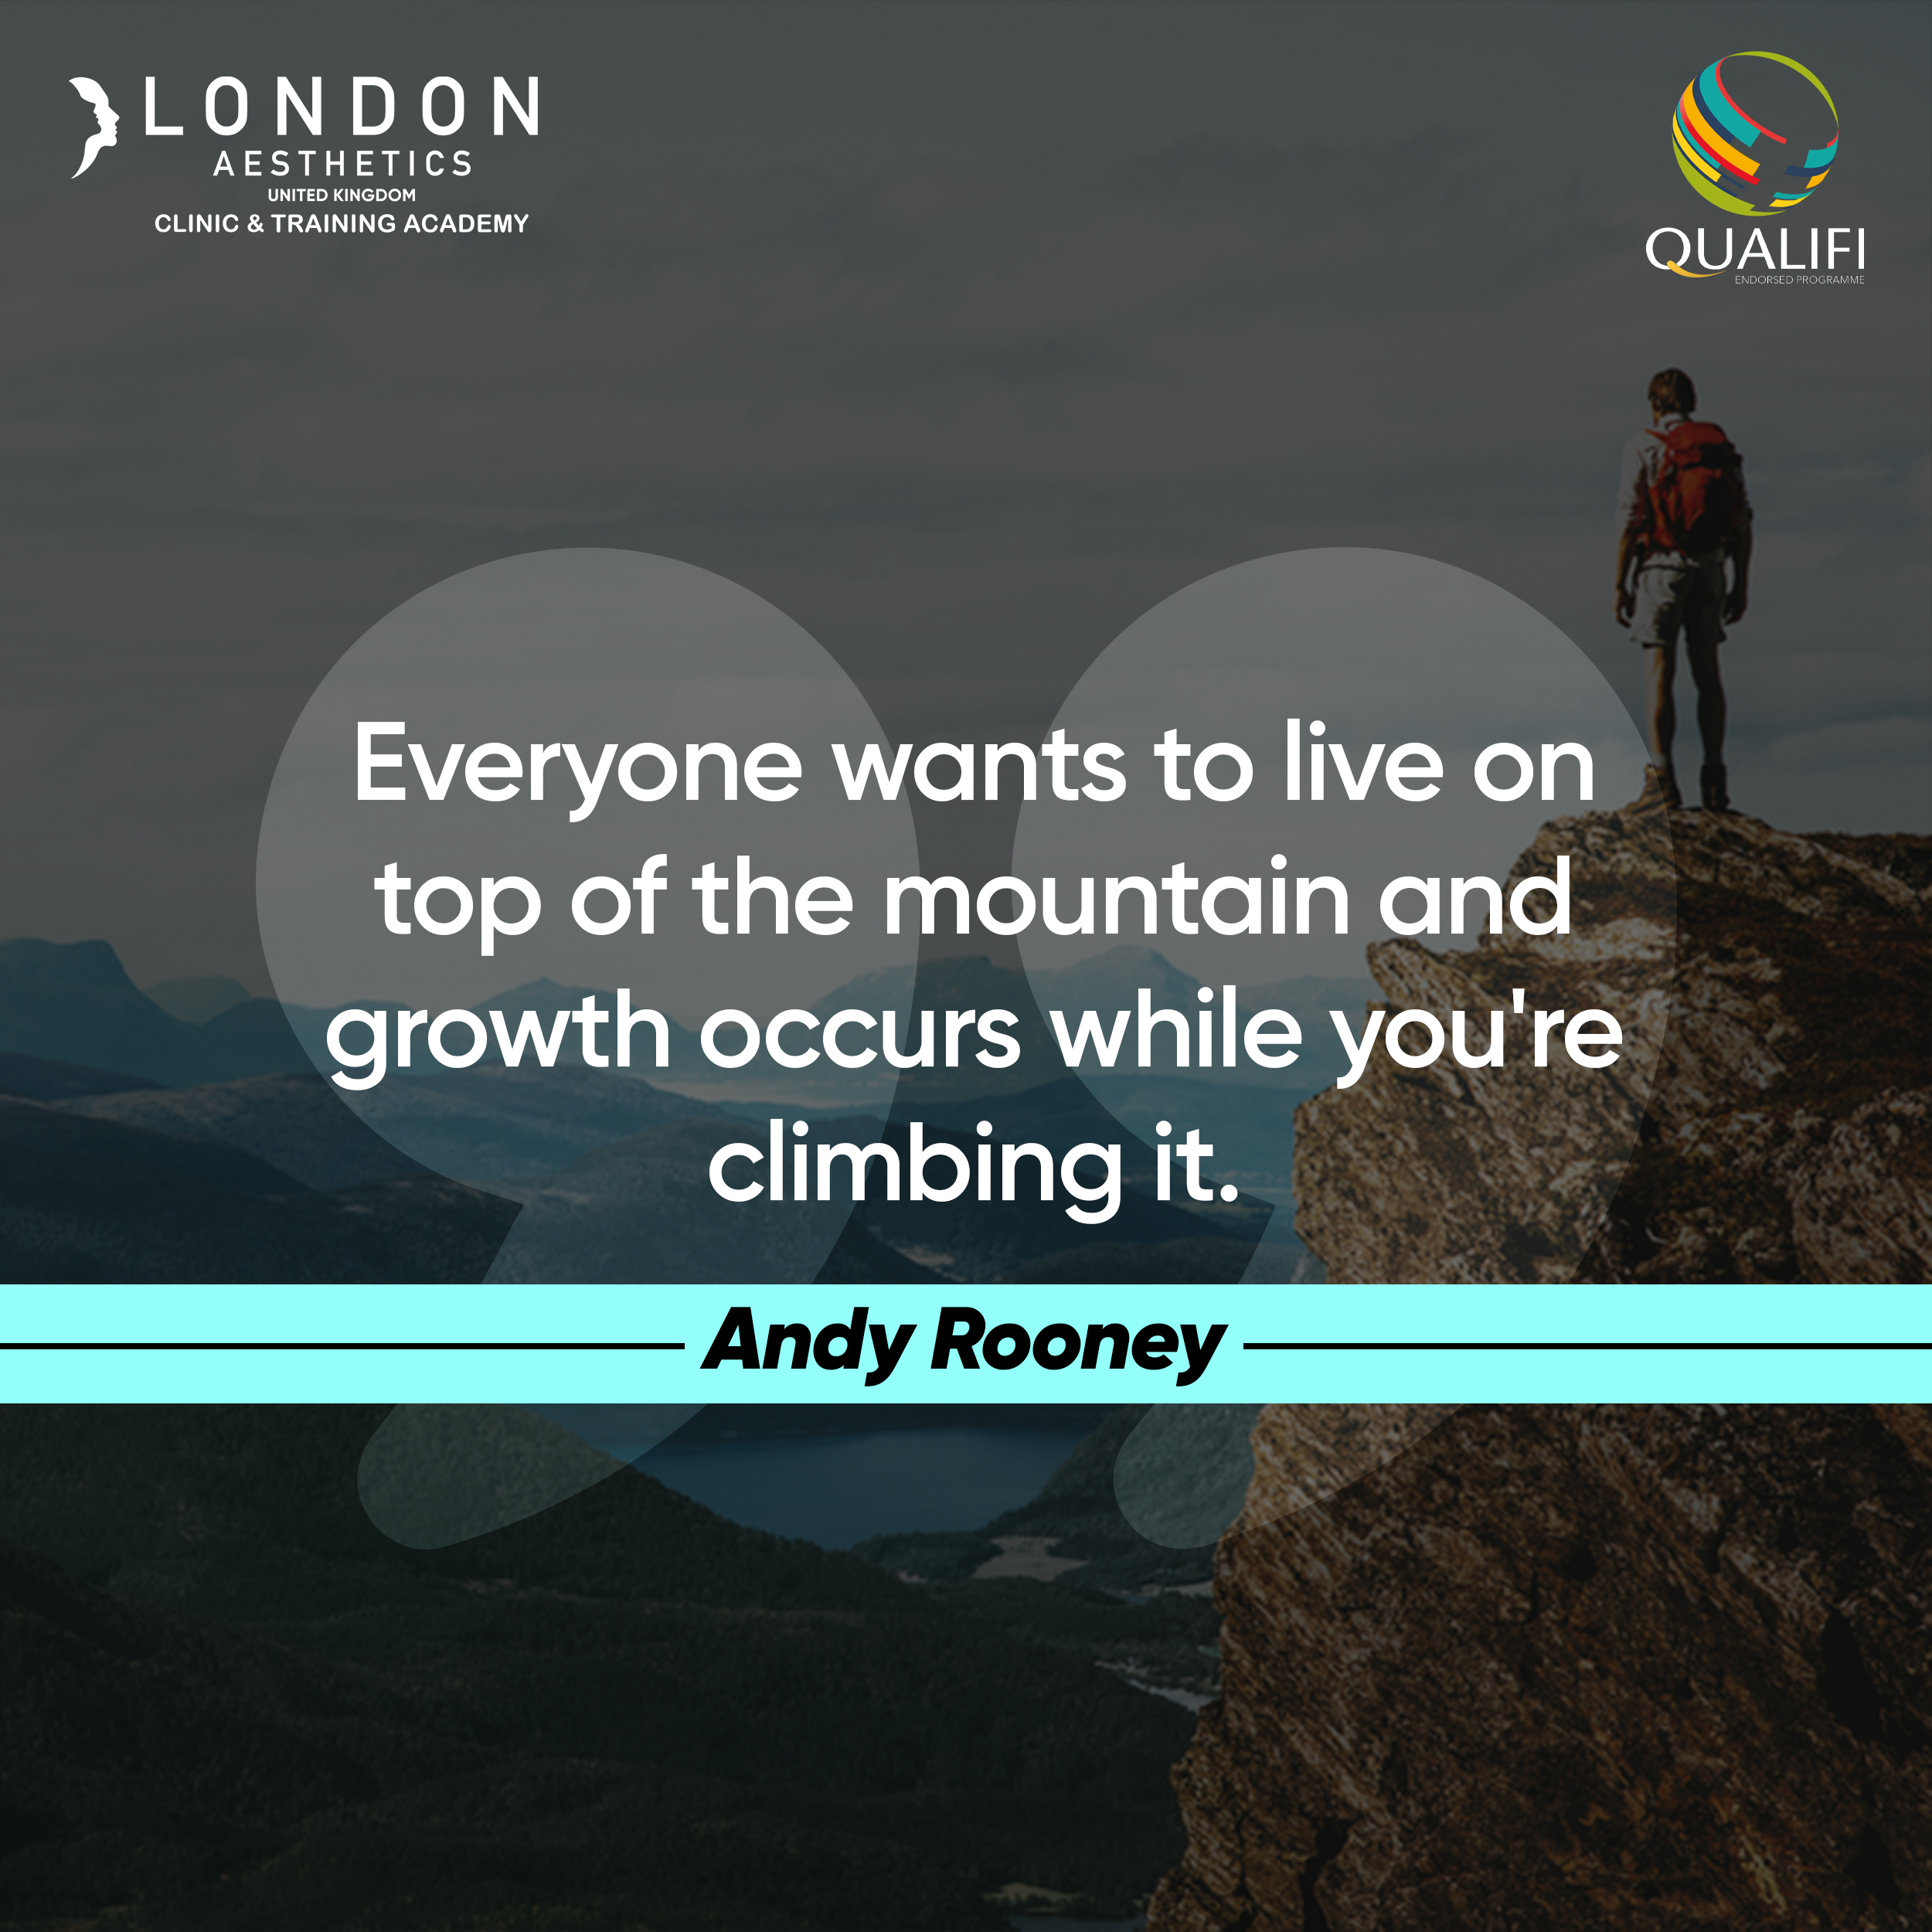 LONDON
AESTHETICS
UNITED KINGDOM
CLINIC & TRAINING ACADEMY
QUALIFI
ENDORSED PROGRAMME
Everyone wants to live on
top of the mountain and
growth occurs while you're
climbing it.
Andy Rooney